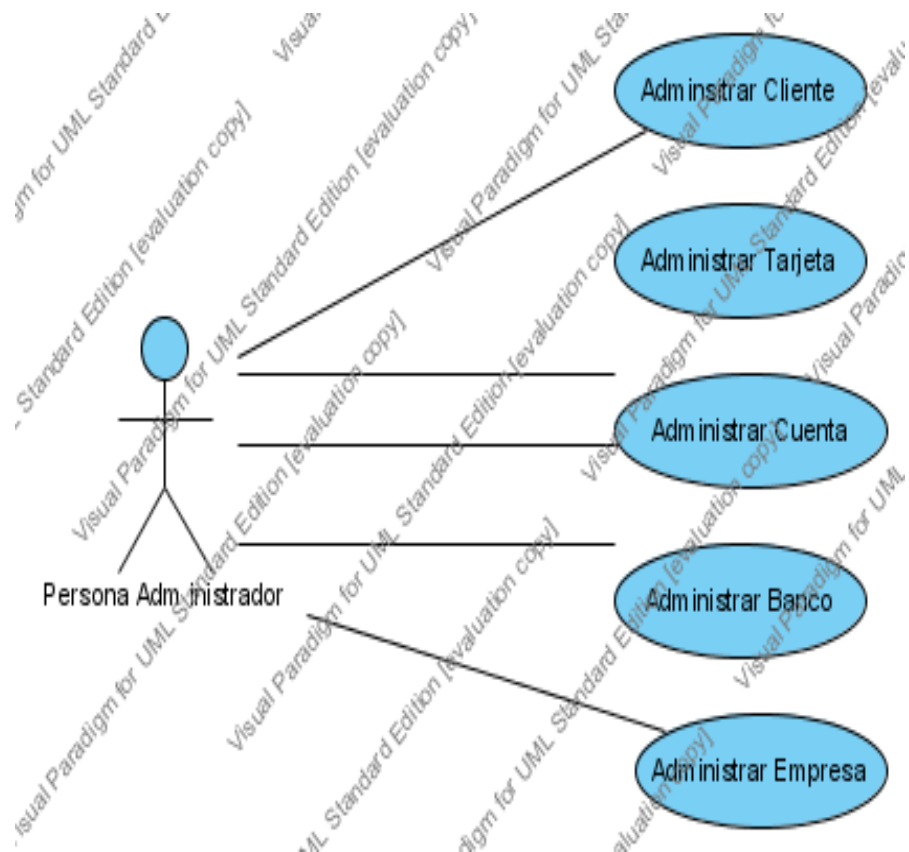 Adminsitrar Cliente
Administrar Tarjeta
Administrar Cuenta
Persona Administrador
Administrar Banco
Administrar Empresa
Visual Paradigm for UML Standard Edition [evaluation copy]